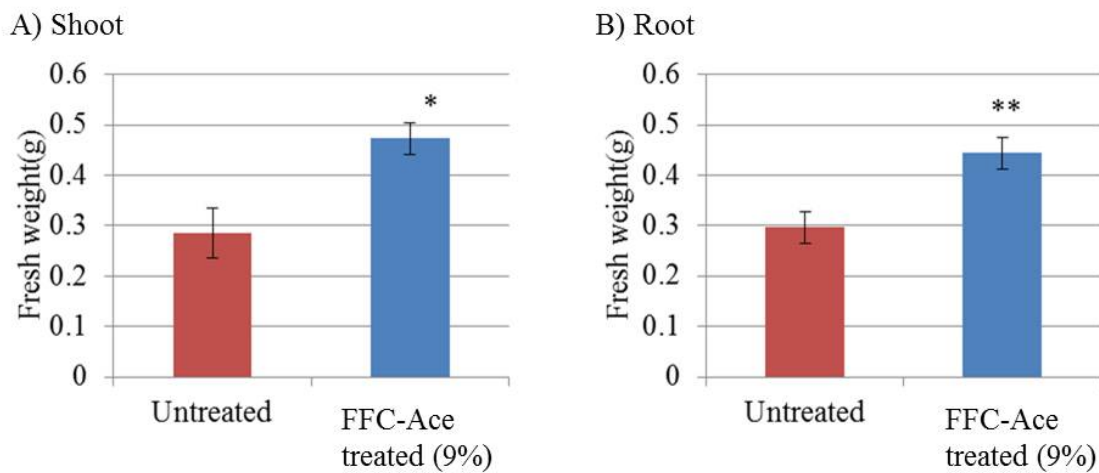 A) Shoot
Fresh weight(g)
0.6
0.5
0.4
0.3
0.2
0.1
0
*
Untreated
FFC-Ace
treated (9%)
B) Root
Fresh weight(g)
0.6
0.5
0.4
0.3
0.2
0.1
0
**
Untreated
FFC-Ace
treated (9%)